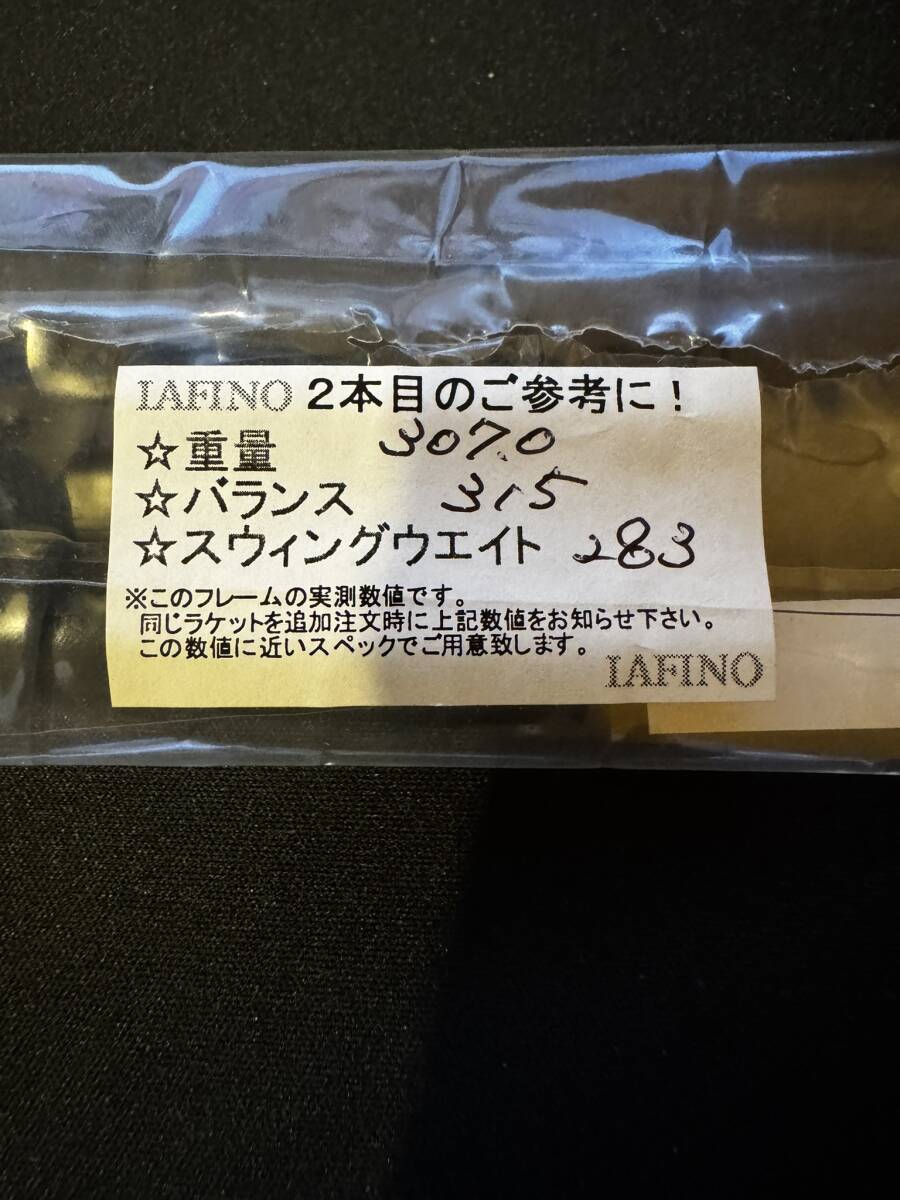 IAFINO 2本目のご参考に!
☆重量 307.0
☆バランス 315
☆スウィングウエイト 283
※このフレームの実測数値です。
同じラケットを追加注文時に上記数値をお知らせ下さい。
この数値に近いスペックでご用意致します。
IAFINO